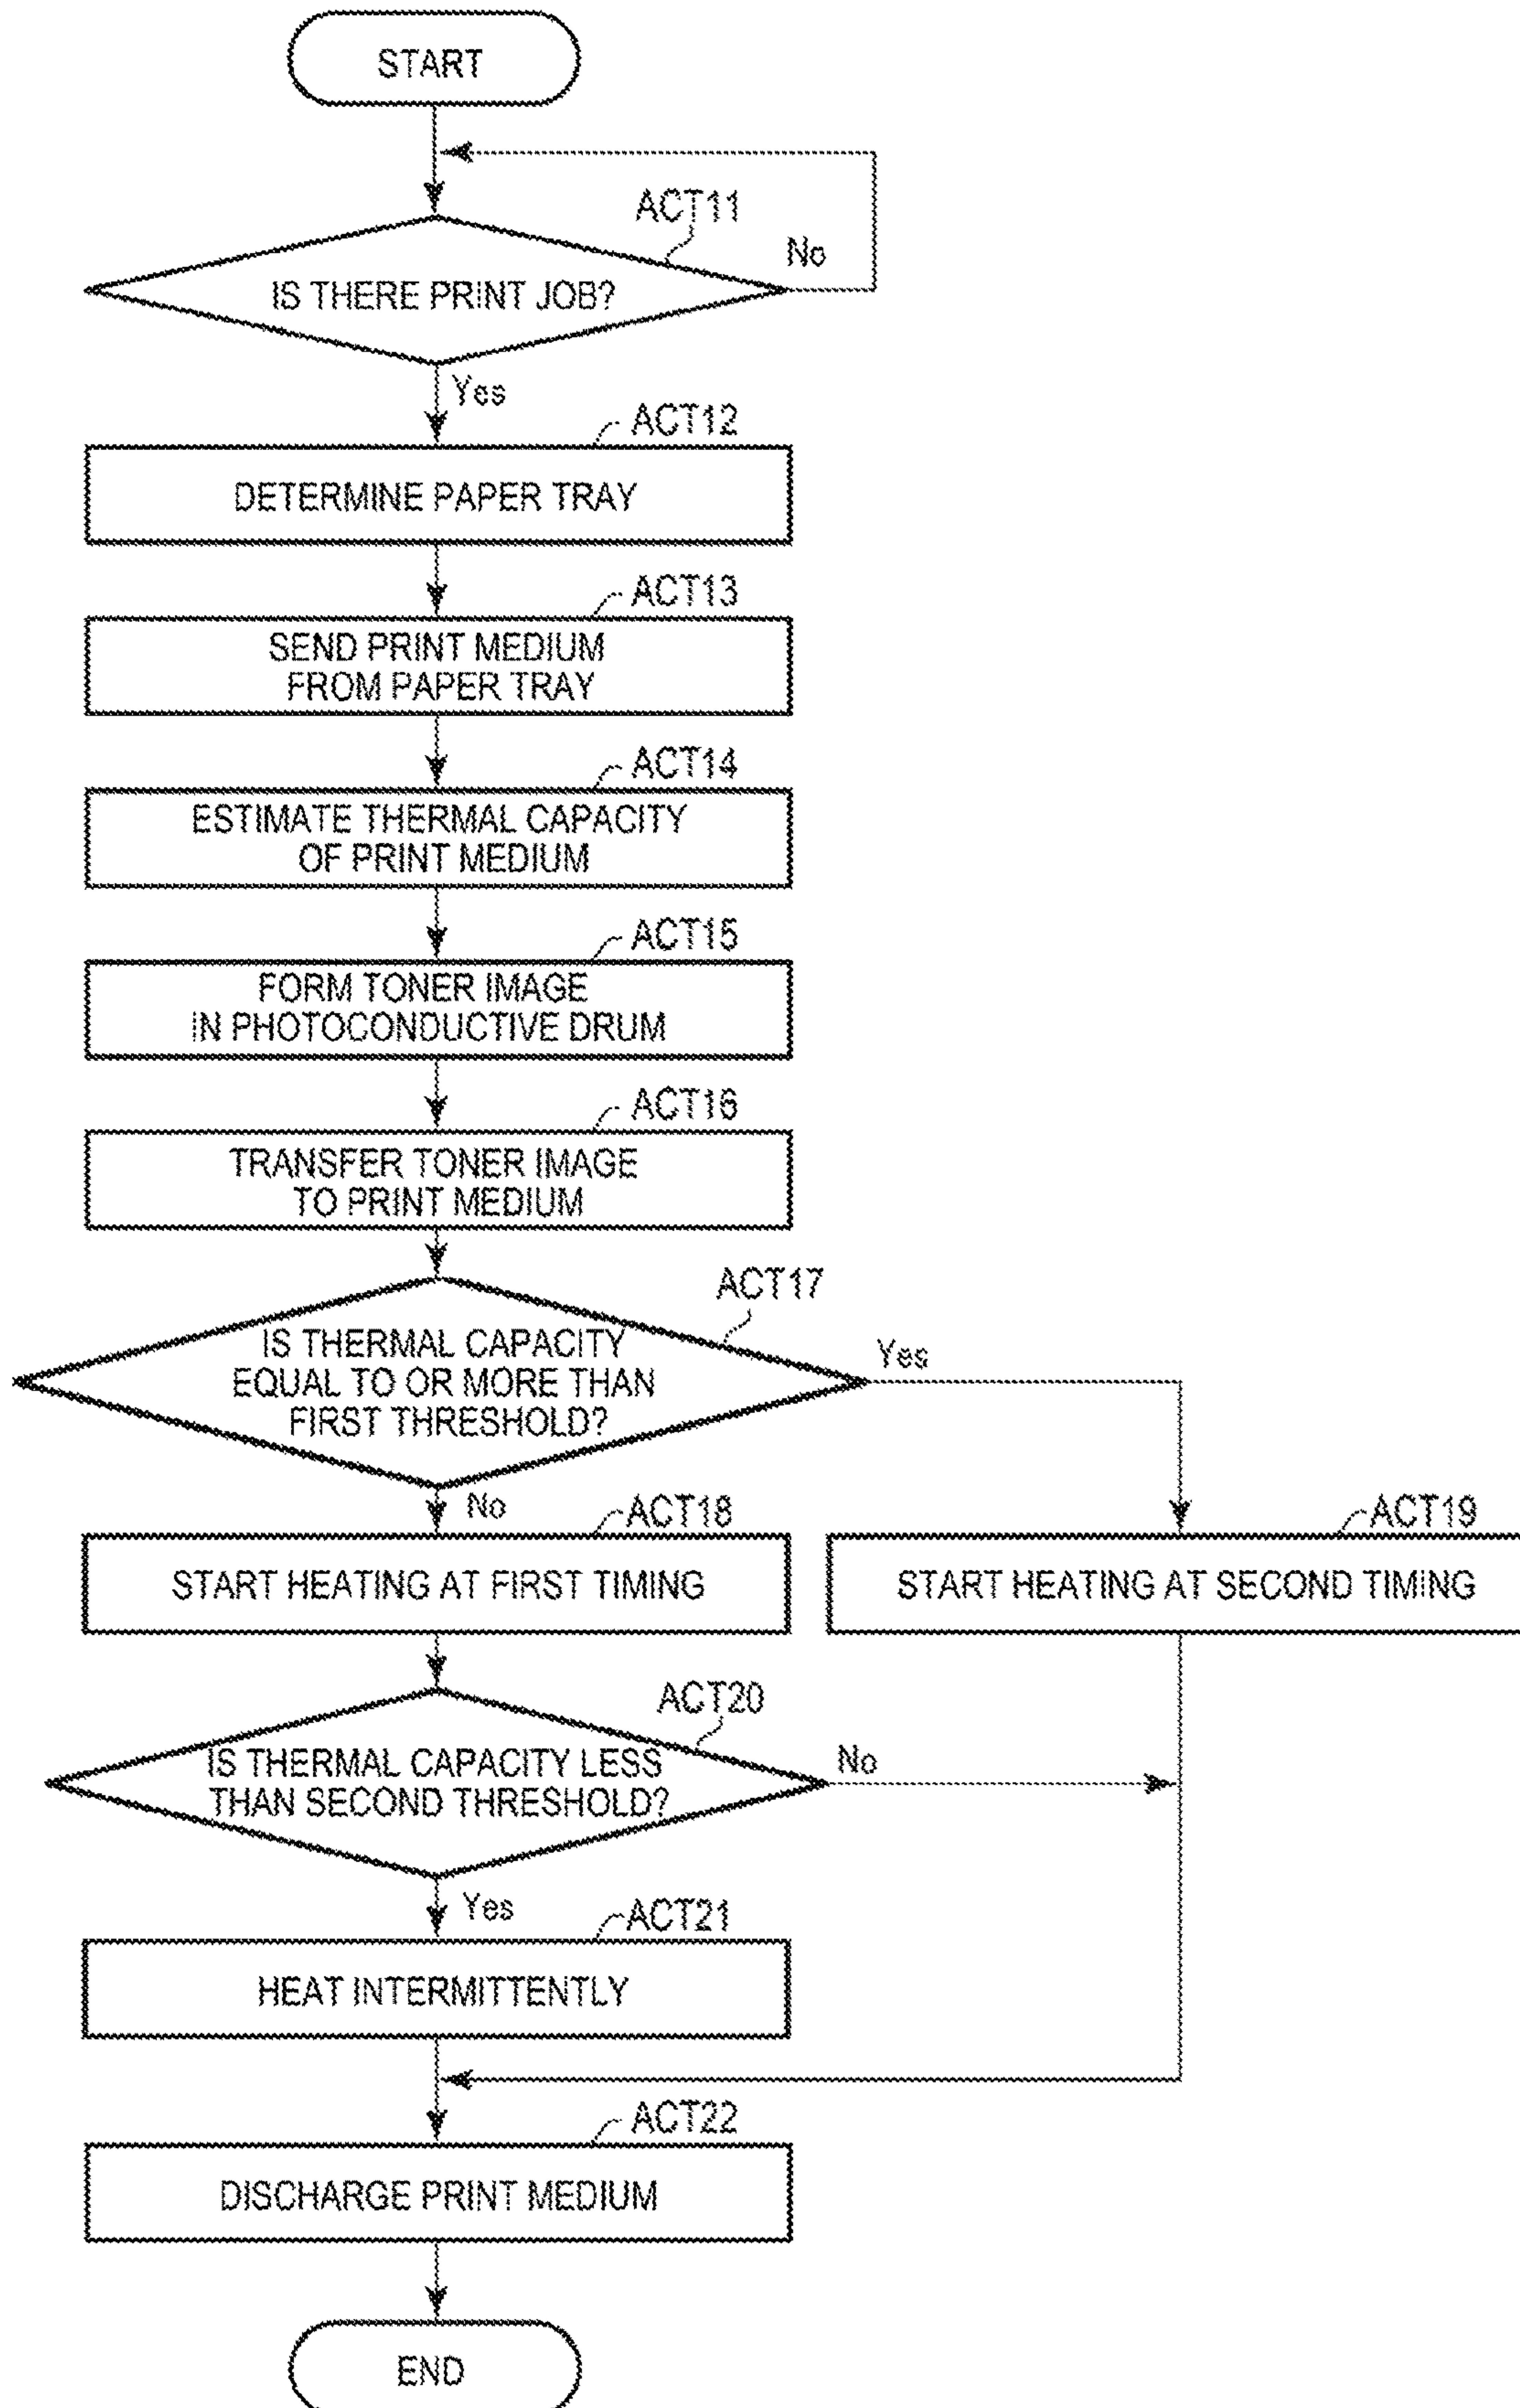 START
ACT11
No
IS THERE PRINT JOB?
Yes
ACT12
DETERMINE PAPER TRAY
ACT13
SEND PRINT MEDIUM
FROM PAPER TRAY
ACT14
ESTIMATE THERMAL CAPACITY
OF PRINT MEDIUM
ACT15
FORM TONER IMAGE
IN PHOTOCONDUCTIVE DRUM
ACT16
TRANSFER TONER IMAGE
TO PRINT MEDIUM
ACT17
IS THERMAL CAPACITY
EQUAL TO OR MORE THAN
FIRST THRESHOLD?
Yes
No
ACT18
START HEATING AT FIRST TIMING
ACT19
START HEATING AT SECOND TIMING
ACT20
IS THERMAL CAPACITY LESS
THAN SECOND THRESHOLD?
No
Yes
ACT21
HEAT INTERMITTENTLY
ACT22
DISCHARGE PRINT MEDIUM
END